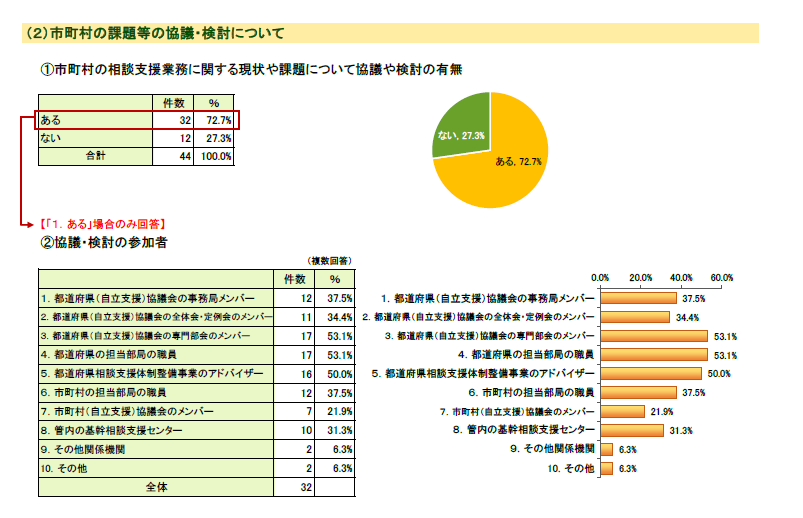 （２）市町村の課題等の協議・検討について
①市町村の相談支援業務に関する現状や課題について協議や検討の有無
件数 %
ある 32 72.7%
ない 12 27.3%
合計 44 100.0%
ない, 27.3%
ある, 72.7%
【「１．ある」場合のみ回答】
②協議・検討の参加者
（複数回答）
件数 %
1．都道府県（自立支援）協議会の事務局メンバー 12 37.5%
2．都道府県（自立支援）協議会の全体会・定例会のメンバー 11 34.4%
3．都道府県（自立支援）協議会の専門部会のメンバー 17 53.1%
4．都道府県の担当部局の職員 17 53.1%
5．都道府県相談支援体制整備事業のアドバイザー 16 50.0%
6．市町村の担当部局の職員 12 37.5%
7．市町村（自立支援）協議会のメンバー 7 21.9%
8．管内の基幹相談支援センター 10 31.3%
9．その他関係機関 2 6.3%
10．その他 2 6.3%
全体 32
0.0% 20.0% 40.0% 60.0%
1．都道府県（自立支援）協議会の事務局メンバー 37.5%
2．都道府県（自立支援）協議会の全体会・定例会のメンバー 34.4%
3．都道府県（自立支援）協議会の専門部会のメンバー 53.1%
4．都道府県の担当部局の職員 53.1%
5．都道府県相談支援体制整備事業のアドバイザー 50.0%
6．市町村の担当部局の職員 37.5%
7．市町村（自立支援）協議会のメンバー 21.9%
8．管内の基幹相談支援センター 31.3%
9．その他関係機関 6.3%
10．その他 6.3%